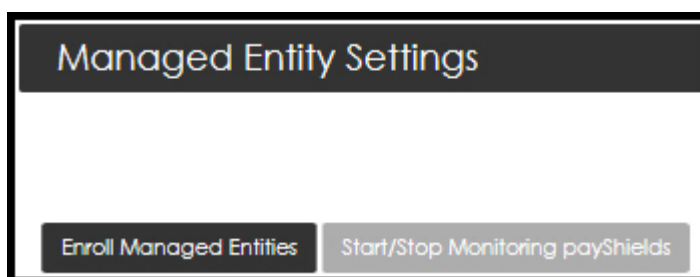 Managed Entity Settings
Enroll Managed Entities
Start/Stop Monitoring payShields